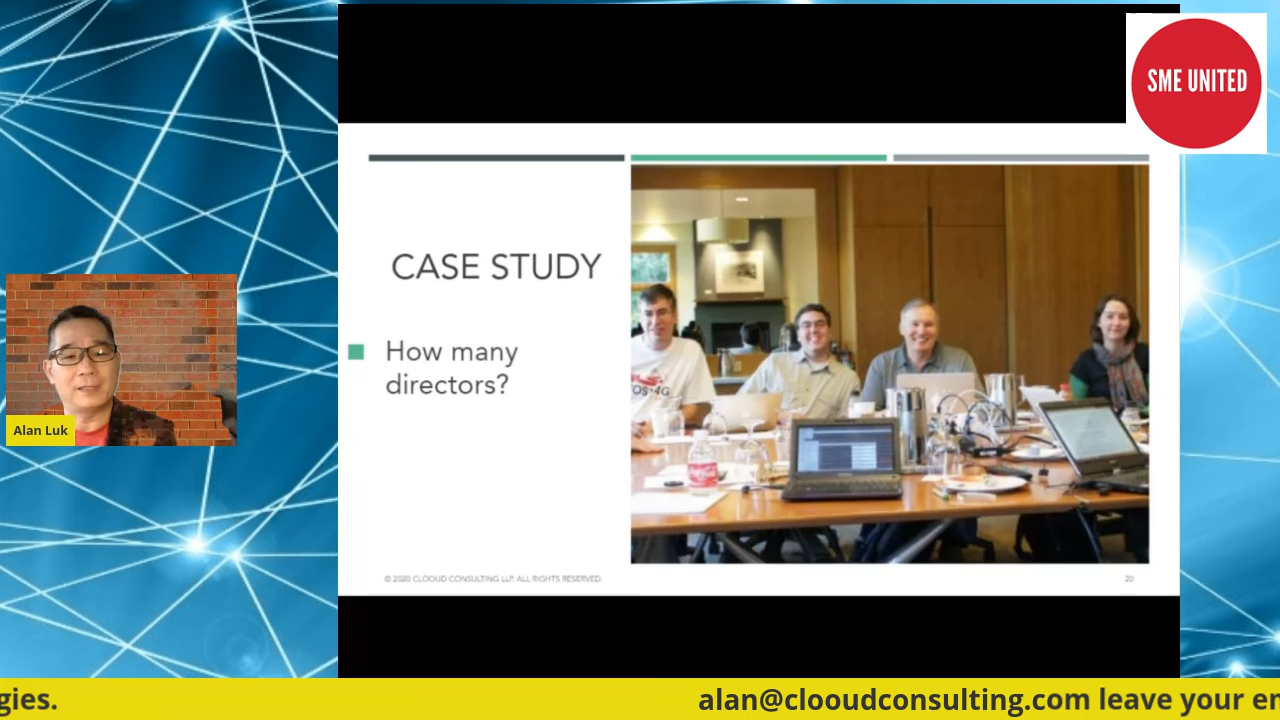 SME UNITED
CASE STUDY
How many
directors?
Alan Luk
© 2020 CLOOUD CONSULTING LLP. ALL RIGHTS RESERVED.
20
gies.
alan@clooudconsulting.com leave your en